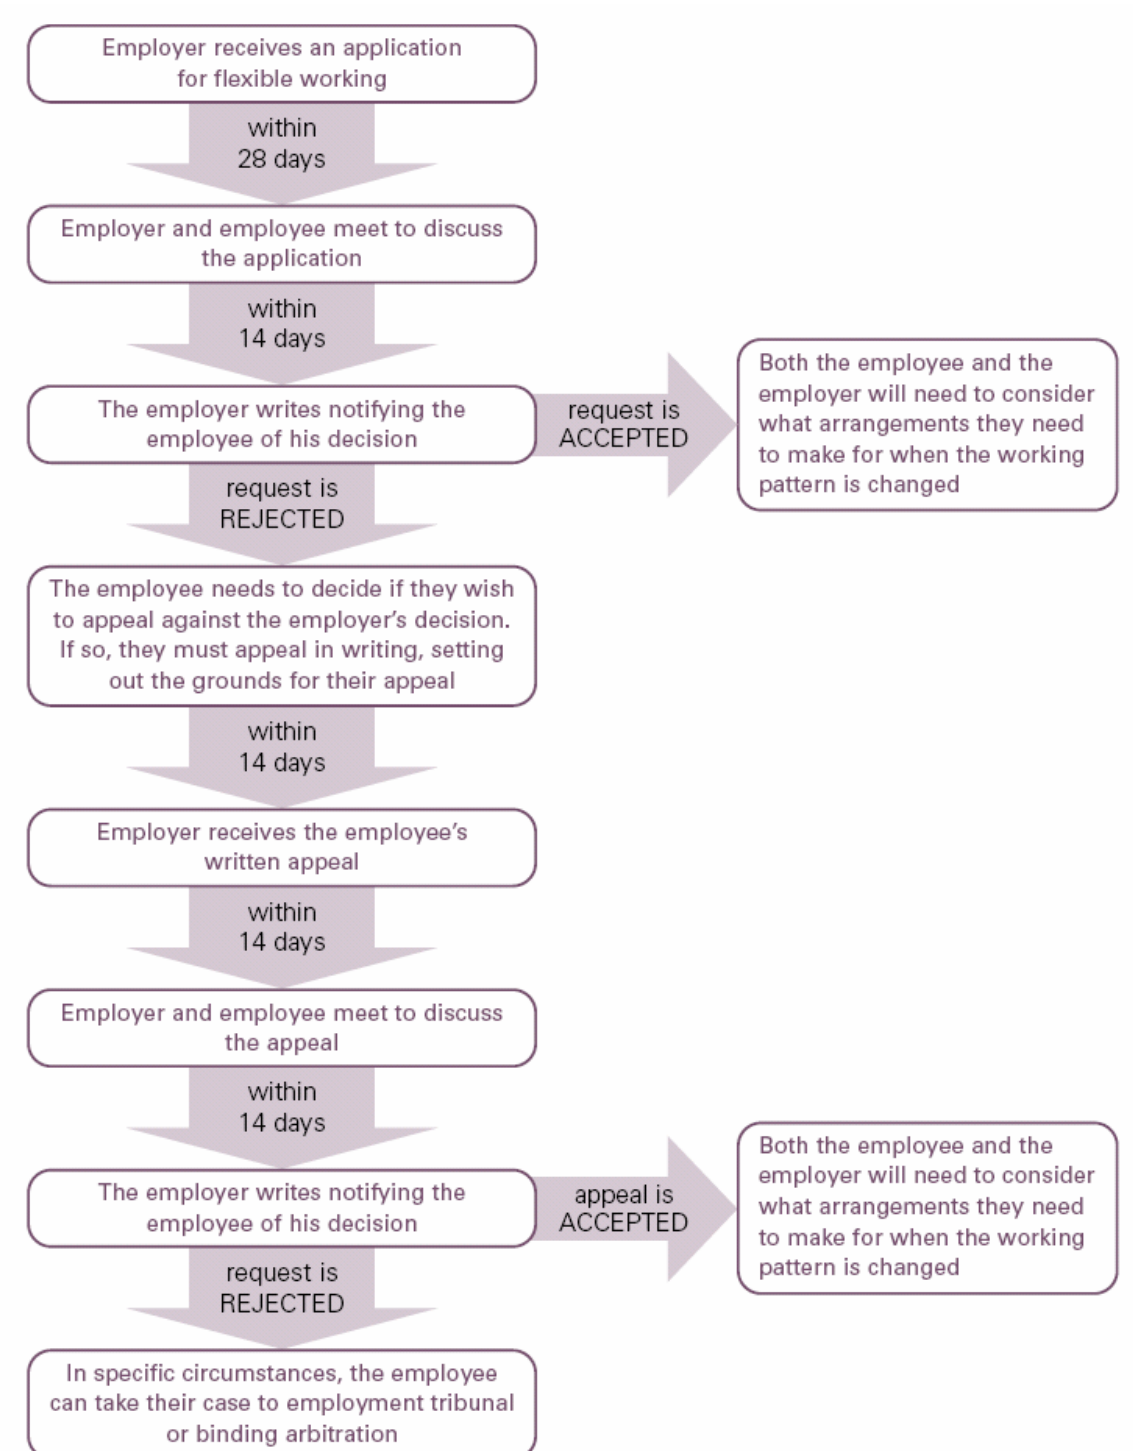 Employer receives an application
for flexible working
within
28 days
Employer and employee meet to discuss
the application
within
14 days
The employer writes notifying the
employee of his decision
request is
ACCEPTED
Both the employee and the
employer will need to consider
what arrangements they need
to make for when the working
pattern is changed
request is
REJECTED
The employee needs to decide if they wish
to appeal against the employer’s decision.
If so, they must appeal in writing, setting
out the grounds for their appeal
within
14 days
Employer receives the employee’s
written appeal
within
14 days
Employer and employee meet to discuss
the appeal
within
14 days
The employer writes notifying the
employee of his decision
appeal is
ACCEPTED
Both the employee and the
employer will need to consider
what arrangements they need
to make for when the working
pattern is changed
request is
REJECTED
In specific circumstances, the employee
can take their case to employment tribunal
or binding arbitration